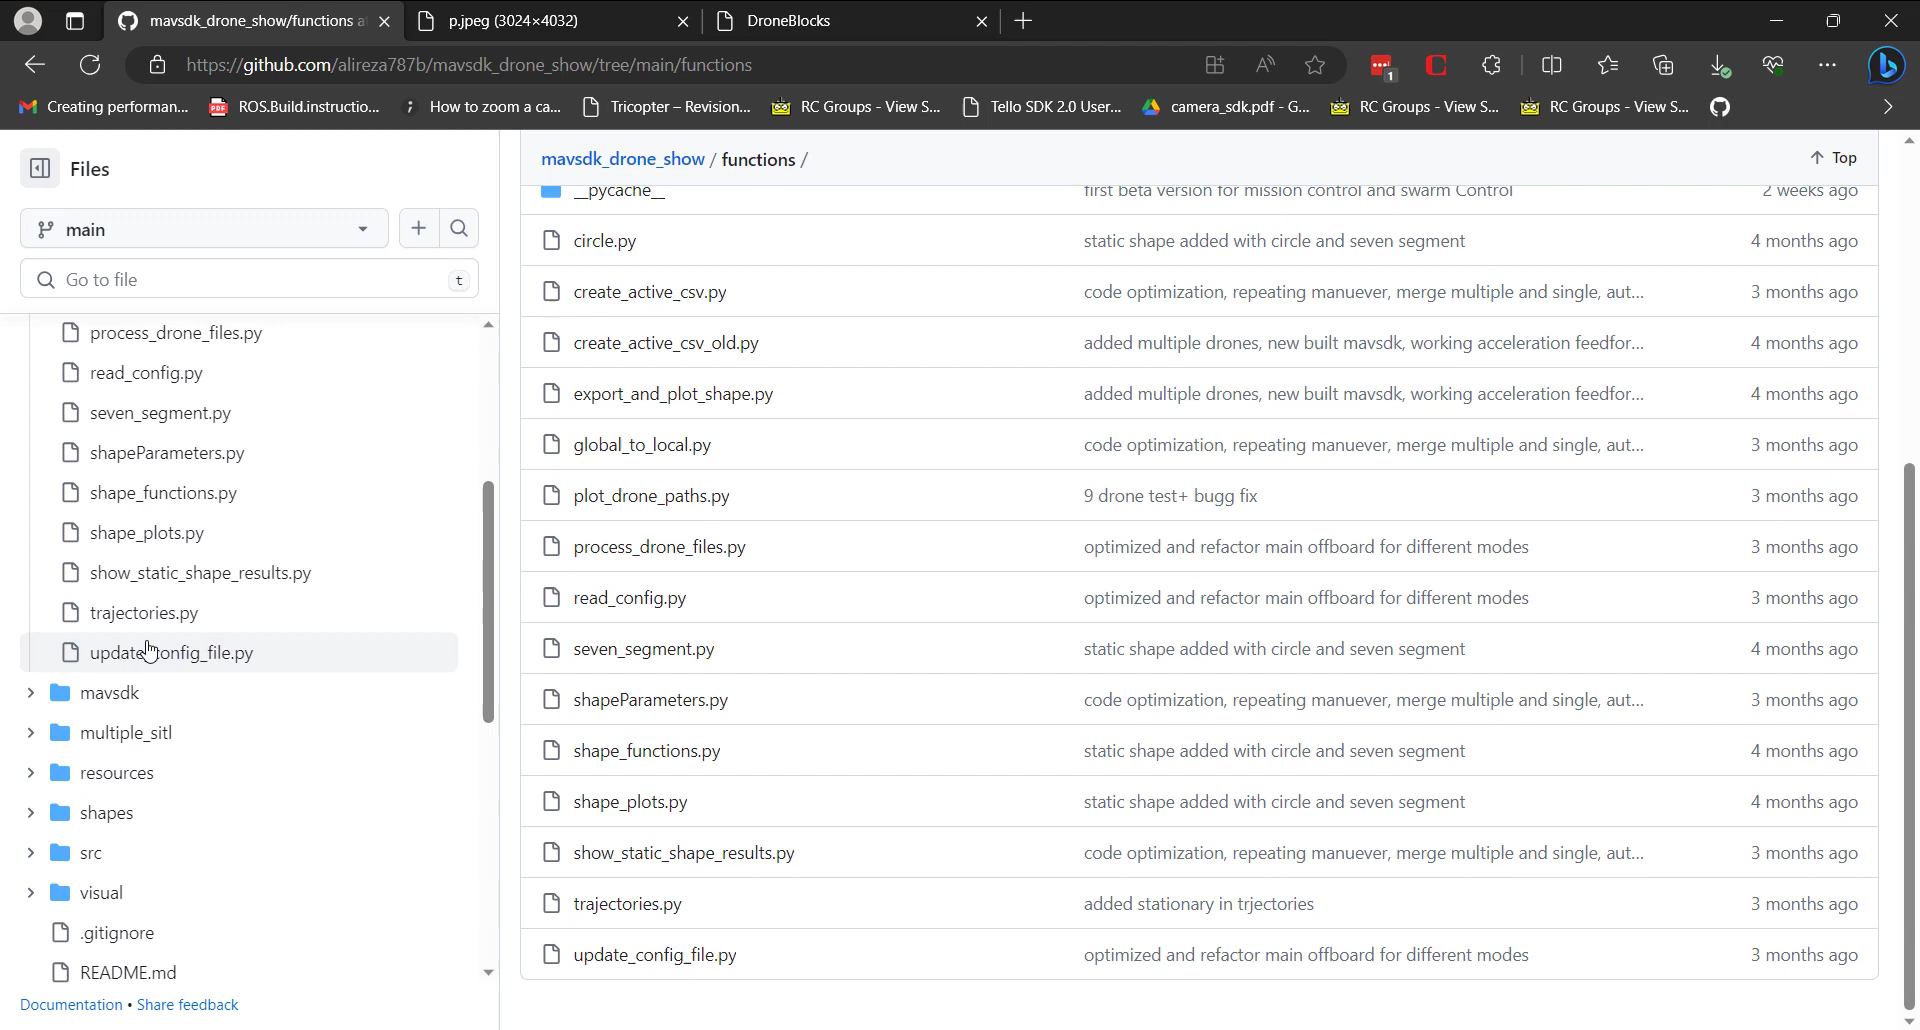 mavsdk_drone_show/functions a
p.jpeg (3024×4032)
DroneBlocks
https://github.com/alireza787b/mavsdk_drone_show/tree/main/functions
1
Creating performan...
ROS.Build.instructio...
How to zoom a ca...
Tricopter – Revision...
RC Groups - View S...
Tello SDK 2.0 User...
camera_sdk.pdf - G...
RC Groups - View S...
RC Groups - View S...
Files
main
Go to file
t
process_drone_files.py
read_config.py
seven_segment.py
shapeParameters.py
shape_functions.py
shape_plots.py
show_static_shape_results.py
trajectories.py
update_config_file.py
mavsdk
multiple_sitl
resources
shapes
src
visual
.gitignore
README.md
Documentation • Share feedback
mavsdk_drone_show / functions /
Top
__pycache__ first beta version for mission control and swarm Control 2 weeks ago
circle.py static shape added with circle and seven segment 4 months ago
create_active_csv.py code optimization, repeating manuever, merge multiple and single, aut... 3 months ago
create_active_csv_old.py added multiple drones, new built mavsdk, working acceleration feedfor... 4 months ago
export_and_plot_shape.py added multiple drones, new built mavsdk, working acceleration feedfor... 4 months ago
global_to_local.py code optimization, repeating manuever, merge multiple and single, aut... 3 months ago
plot_drone_paths.py 9 drone test+ bugg fix 3 months ago
process_drone_files.py optimized and refactor main offboard for different modes 3 months ago
read_config.py optimized and refactor main offboard for different modes 3 months ago
seven_segment.py static shape added with circle and seven segment 4 months ago
shapeParameters.py code optimization, repeating manuever, merge multiple and single, aut... 3 months ago
shape_functions.py static shape added with circle and seven segment 4 months ago
shape_plots.py static shape added with circle and seven segment 4 months ago
show_static_shape_results.py code optimization, repeating manuever, merge multiple and single, aut... 3 months ago
trajectories.py added stationary in trjectories 3 months ago
update_config_file.py optimized and refactor main offboard for different modes 3 months ago